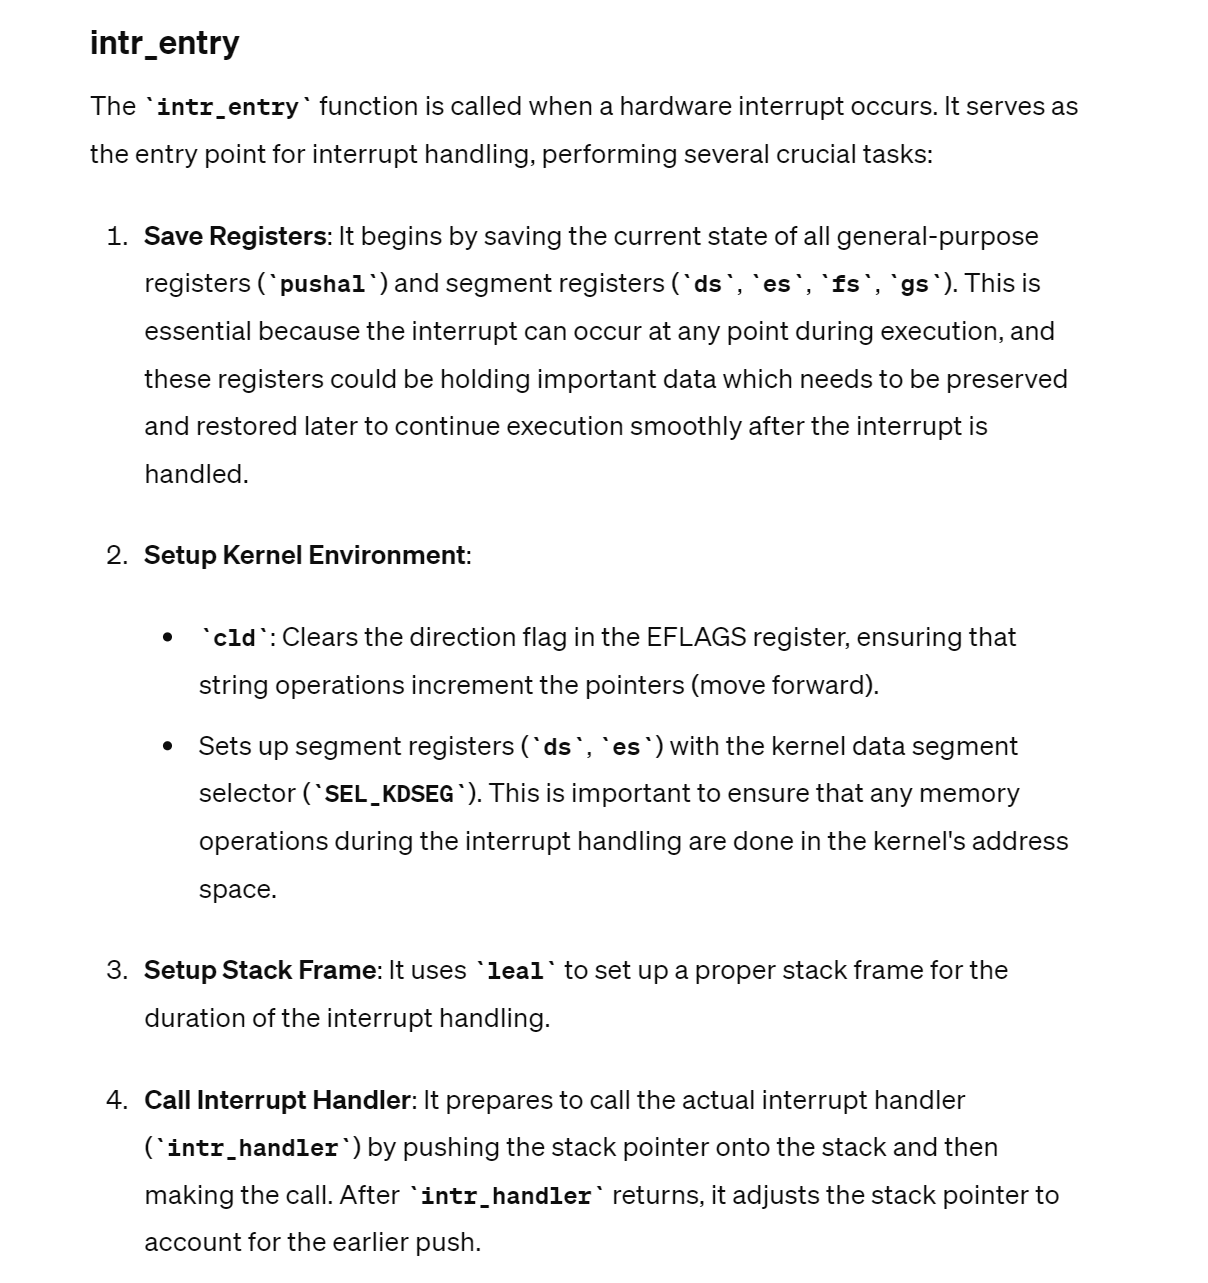 intr_entry
The `intr_entry` function is called when a hardware interrupt occurs. It serves as
the entry point for interrupt handling, performing several crucial tasks:
1. Save Registers: It begins by saving the current state of all general-purpose
registers (`pushal`) and segment registers (`ds`, `es`, `fs`, `gs`). This is
essential because the interrupt can occur at any point during execution, and
these registers could be holding important data which needs to be preserved
and restored later to continue execution smoothly after the interrupt is
handled.
2. Setup Kernel Environment:
• `cld`: Clears the direction flag in the EFLAGS register, ensuring that
string operations increment the pointers (move forward).
• Sets up segment registers (`ds`, `es`) with the kernel data segment
selector (`SEL_KDSEG`). This is important to ensure that any memory
operations during the interrupt handling are done in the kernel's address
space.
3. Setup Stack Frame: It uses `leal` to set up a proper stack frame for the
duration of the interrupt handling.
4. Call Interrupt Handler: It prepares to call the actual interrupt handler
(`intr_handler`) by pushing the stack pointer onto the stack and then
making the call. After `intr_handler` returns, it adjusts the stack pointer to
account for the earlier push.